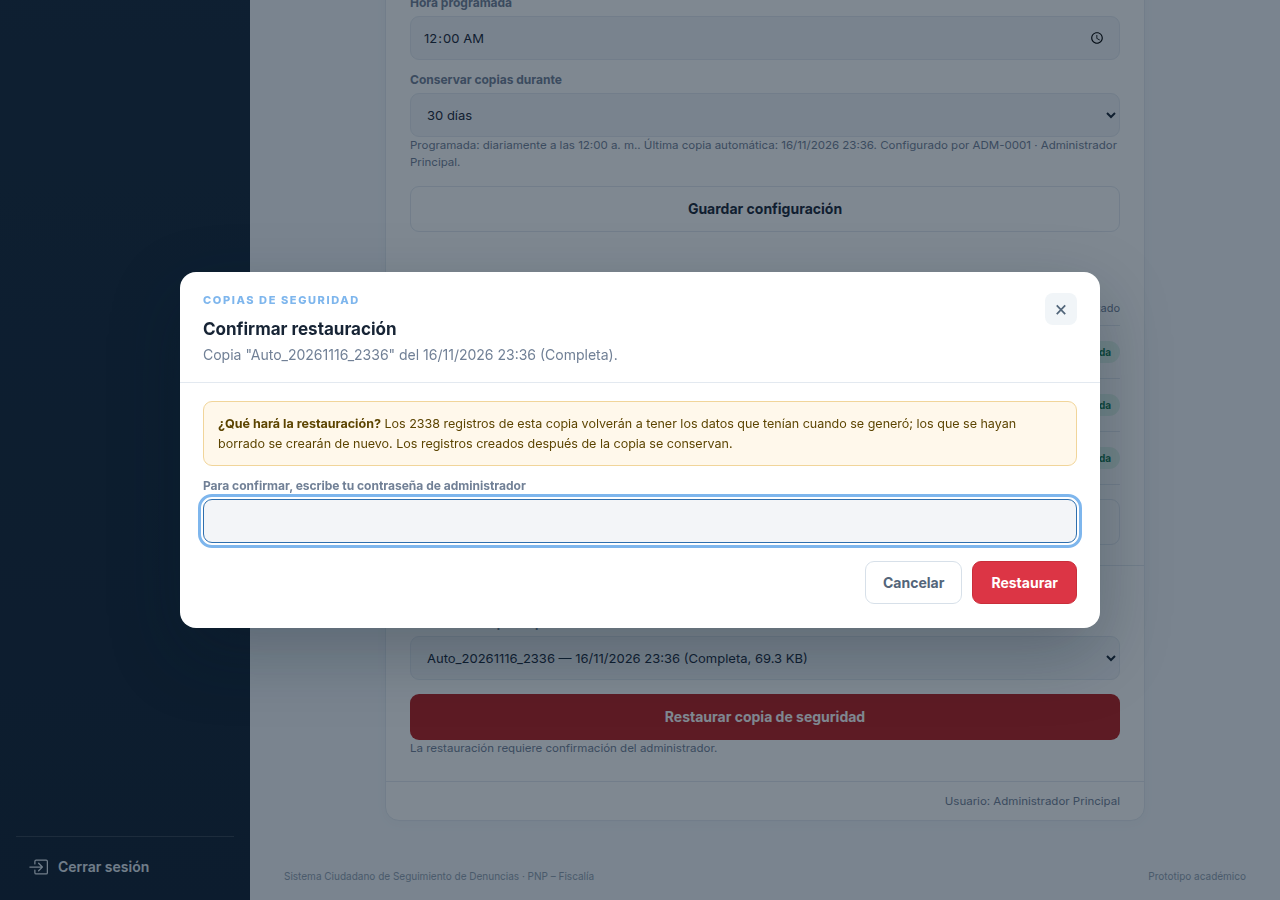 Hora programada
12:00 AM
Conservar copias durante
30 días
Programada: diariamente a las 12:00 a. m.. Última copia automática: 16/11/2026 23:36. Configurado por ADM-0001 · Administrador
Principal.
Guardar configuración
COPIAS DE SEGURIDAD
Confirmar restauración
Copia "Auto_20261116_2336" del 16/11/2026 23:36 (Completa).
¿Qué hará la restauración? Los 2338 registros de esta copia volverán a tener los datos que tenían cuando se generó; los que se hayan
borrado se crearán de nuevo. Los registros creados después de la copia se conservan.
Para confirmar, escribe tu contraseña de administrador
Cancelar
Restaurar
Auto_20261116_2336 — 16/11/2026 23:36 (Completa, 69.3 KB)
Restaurar copia de seguridad
La restauración requiere confirmación del administrador.
Usuario: Administrador Principal
Cerrar sesión
Sistema Ciudadano de Seguimiento de Denuncias · PNP – Fiscalía
Prototipo académico